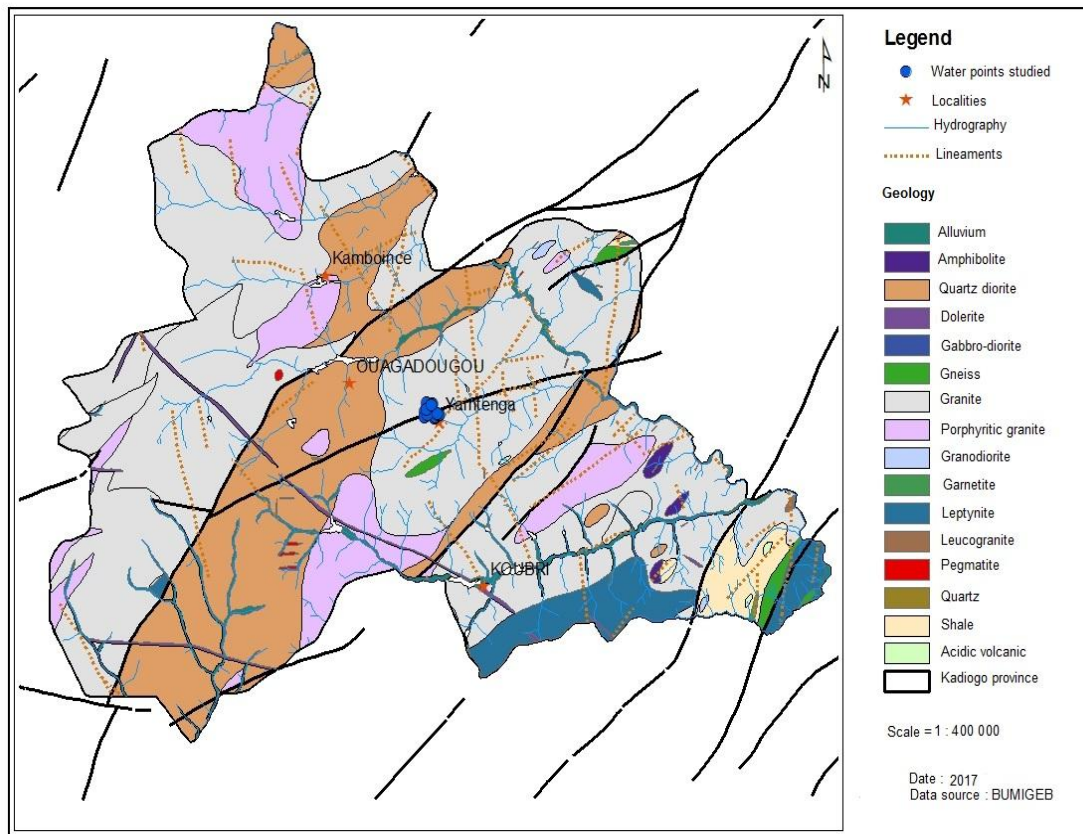 N
Kamboince
OUAGADOUGOU
Yamtenga
KOUBRI
Legend
Water points studied
Localities
Hydrography
Lineaments
Geology
Alluvium
Amphibolite
Quartz diorite
Dolerite
Gabbro-diorite
Gneiss
Granite
Porphyritic granite
Granodiorite
Garnetite
Leptynite
Leucogranite
Pegmatite
Quartz
Shale
Acidic volcanic
Kadiogo province
Scale = 1 : 400 000
Date : 2017
Data source : BUMIGEB